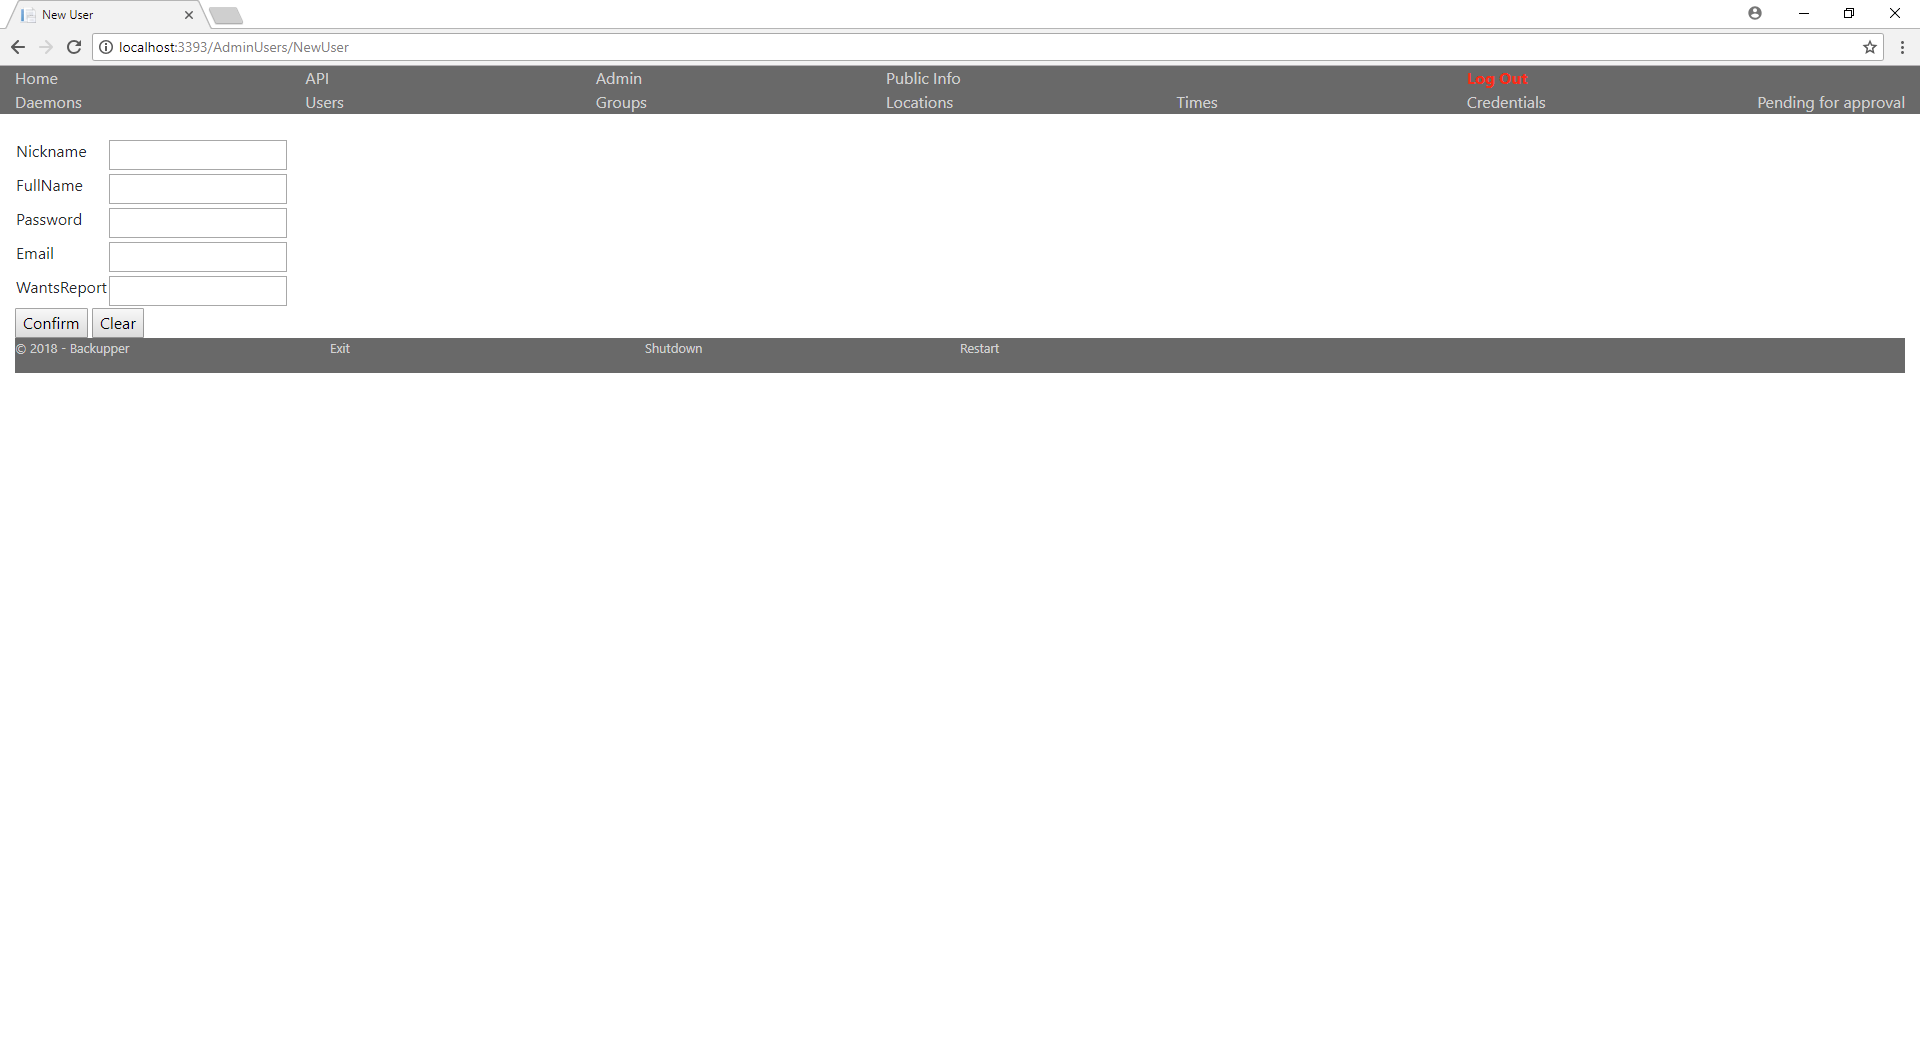 New User
localhost:3393/AdminUsers/NewUser
Home API Admin Public Info Log Out
Daemons Users Groups Locations Times Credentials Pending for approval
Nickname
FullName
Password
Email
WantsReport
Confirm Clear
© 2018 - Backupper Exit Shutdown Restart